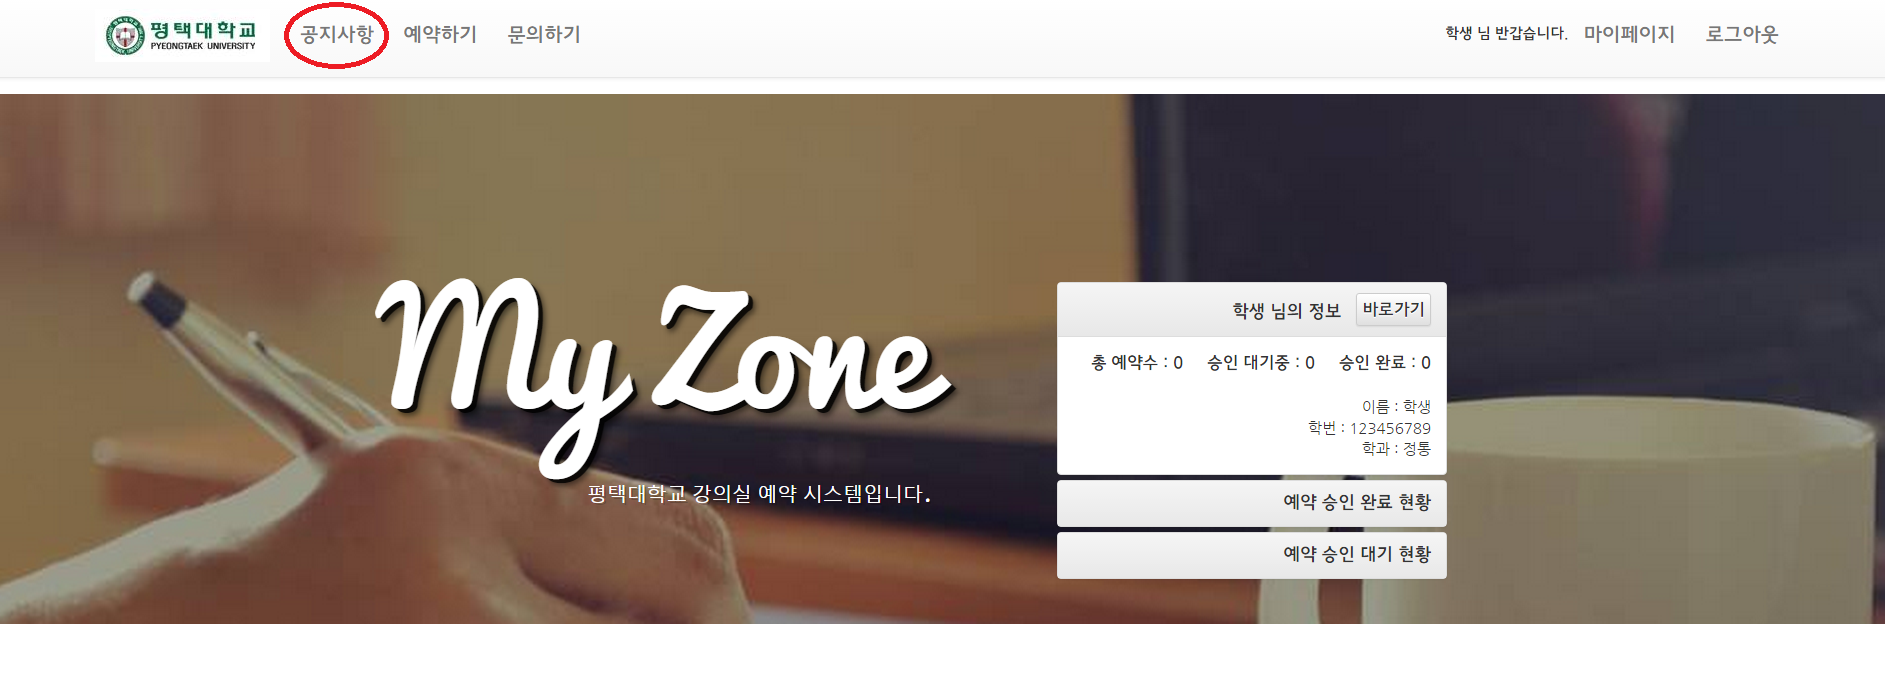 평택대학교
PYEONGTAEK UNIVERSITY
공지사항 예약하기 문의하기
학생 님 반갑습니다. 마이페이지 로그아웃
My Zone
평택대학교 강의실 예약 시스템입니다.
학생 님의 정보 바로가기
총 예약수 : 0 승인 대기중 : 0 승인 완료 : 0
이름 : 학생
학번 : 123456789
학과 : 정통
예약 승인 완료 현황
예약 승인 대기 현황